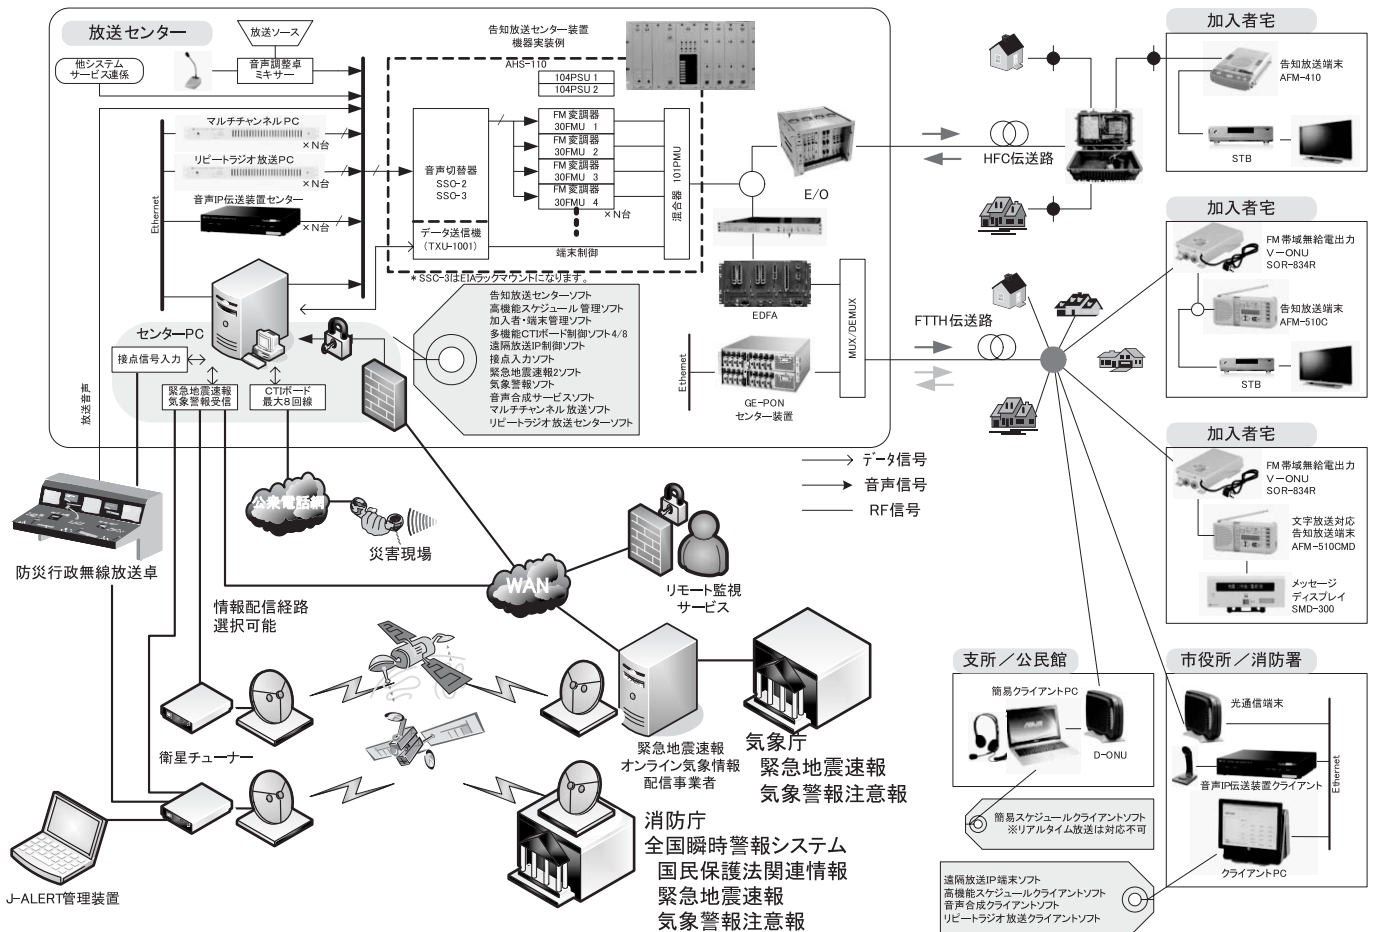 放送センター
放送ソース
他システム
サービス連係
音声調整卓
ミキサー
マルチチャンネルPC
×N台
リピートラジオ放送PC
×N台
音声IP伝送装置センター
×N台
Ethernet
告知放送センター装置
機器実装例
AHS-110
104PSU 1
104PSU 2
音声切替器
SSO-2
SSO-3
データ送信機
(TXU-1001)
FM変調器
30FMU 1
FM変調器
30FMU 2
FM変調器
30FMU 3
FM変調器
30FMU 4
×N台
端末制御
混合器 101PMU
* SSC-3はEIAラックマウントになります。
E/O
EDFA
Ethernet
GE-PON
センター装置
MUX/DEMUX
センターPC
接点信号入力
緊急地震速報
気象警報受信
CTIボード
最大8回線
告知放送センターソフト
高機能スケジュール管理ソフト
加入者・端末管理ソフト
多機能CTIボード制御ソフト4/8
遠隔放送IP制御ソフト
接点入力ソフト
緊急地震速報2ソフト
気象警報ソフト
音声合成サービスソフト
マルチチャンネル放送ソフト
リピートラジオ放送センターソフト
放送音声
データ信号
音声信号
RF信号
HFC伝送路
FTTH伝送路
加入者宅
告知放送端末
AFM-410
STB
加入者宅
FM帯域無給電出力
V-ONU
SOR-834R
告知放送端末
AFM-510C
STB
加入者宅
FM帯域無給電出力
V-ONU
SOR-834R
文字放送対応
告知放送端末
AFM-510CMD
メッセージ
ディスプレイ
SMD-300
防災行政無線放送卓
公衆電話網
災害現場
WAN
リモート監視
サービス
情報配信経路
選択可能
衛星チューナー
J-ALERT管理装置
緊急地震速報
オンライン気象情報
配信事業者
気象庁
緊急地震速報
気象警報注意報
消防庁
全国瞬時警報システム
国民保護法関連情報
緊急地震速報
気象警報注意報
支所/公民館
簡易クライアントPC
D-ONU
簡易スケジュールクライアントソフト
※リアルタイム放送は対応不可
市役所/消防署
光通信端末
音声IP伝送装置クライアント
Ethernet
クライアントPC
遠隔放送IP端末ソフト
高機能スケジュールクライアントソフト
音声合成クライアントソフト
リピートラジオ放送クライアントソフト